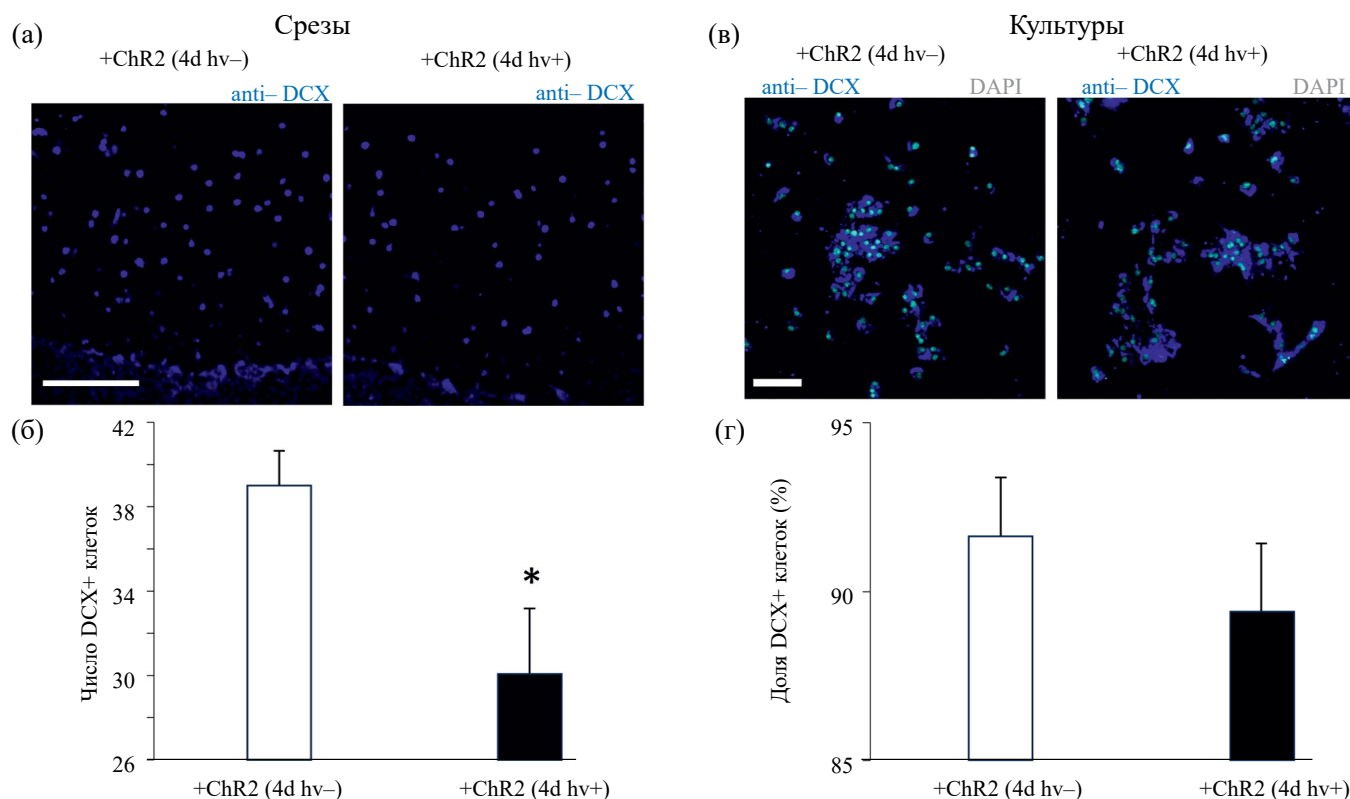 Срезы
(а)
+ChR2 (4d hv–) +ChR2 (4d hv+)
anti– DCX anti– DCX
Культуры
(в)
+ChR2 (4d hv–) +ChR2 (4d hv+)
anti– DCX DAPI anti– DCX DAPI
(б)
Число DCX+ клеток
42
38
34
30
26
*
+ChR2 (4d hv–) +ChR2 (4d hv+)
(г)
Доля DCX+ клеток (%)
95
90
85
+ChR2 (4d hv–) +ChR2 (4d hv+)